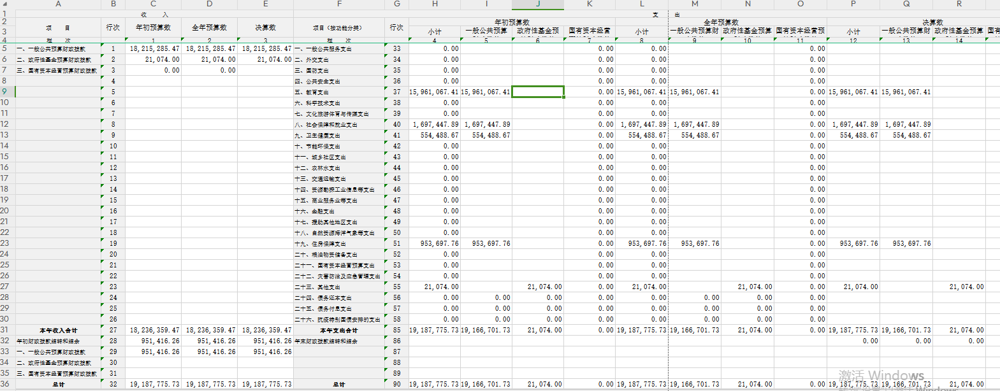 A B C D E F G H I J K L M N O P Q R
1 收 入 支 出
2 项 目 行次 年初预算数 全年预算数 决算数 项目（按功能分类） 行次 年初预算数 全年预算数 决算数
3 小计 一般公共预算 政府性基金预 国有资本经营 小计 一般公共预算财 政府性基金预算 国有资本经营预 小计 一般公共预算财 政府性基金预算 国有
4 栏 次 1 2 3 栏 次 4 5 6 7 8 9 10 11 12 13 14
5 一、一般公共预算财政拨款 1 18,215,285.47 18,215,285.47 18,215,285.47 一、一般公共服务支出 33 0.00 0.00 0.00 0.00
6 二、政府性基金预算财政拨款 2 21,074.00 21,074.00 21,074.00 二、外交支出 34 0.00 0.00 0.00 0.00
7 三、国有资本经营预算财政拨款 3 0.00 0.00 三、国防支出 35 0.00 0.00 0.00 0.00
8 4 四、公共安全支出 36 0.00 0.00 0.00 0.00
9 5 五、教育支出 37 15,961,067.41 15,961,067.41 0.00 15,961,067.41 15,961,067.41 0.00 15,961,067.41 15,961,067.41
10 6 六、科学技术支出 38 0.00 0.00 0.00 0.00
11 7 七、文化旅游体育与传媒支出 39 0.00 0.00 0.00 0.00
12 8 八、社会保障和就业支出 40 1,697,447.89 1,697,447.89 0.00 1,697,447.89 1,697,447.89 0.00 1,697,447.89 1,697,447.89
13 9 九、卫生健康支出 41 554,488.67 554,488.67 0.00 554,488.67 554,488.67 0.00 554,488.67 554,488.67
14 10 十、节能环保支出 42 0.00 0.00 0.00 0.00
15 11 十一、城乡社区支出 43 0.00 0.00 0.00 0.00
16 12 十二、农林水支出 44 0.00 0.00 0.00 0.00
17 13 十三、交通运输支出 45 0.00 0.00 0.00 0.00
18 14 十四、资源勘探工业信息等支出 46 0.00 0.00 0.00 0.00
19 15 十五、商业服务业等支出 47 0.00 0.00 0.00 0.00
20 16 十六、金融支出 48 0.00 0.00 0.00 0.00
21 17 十七、援助其他地区支出 49 0.00 0.00 0.00 0.00
22 18 十八、自然资源海洋气象等支出 50 0.00 0.00 0.00 0.00
23 19 十九、住房保障支出 51 953,697.76 953,697.76 0.00 953,697.76 953,697.76 0.00 953,697.76 953,697.76
24 20 二十、粮油物资储备支出 52 0.00 0.00 0.00 0.00
25 21 二十一、国有资本经营预算支出 53 0.00 0.00 0.00 0.00
26 22 二十二、灾害防治及应急管理支出 54 0.00 0.00 0.00 0.00
27 23 二十三、其他支出 55 21,074.00 21,074.00 0.00 21,074.00 21,074.00 0.00 21,074.00 21,074.00
28 24 二十四、债务还本支出 56 0.00 0.00 0.00 0.00 0.00 0.00 0.00 0.00
29 25 二十五、债务付息支出 57 0.00 0.00 0.00 0.00 0.00 0.00 0.00 0.00
30 26 二十六、抗疫特别国债安排的支出 58 0.00 0.00 0.00 0.00 0.00 0.00 0.00 0.00
31 本年收入合计 27 18,236,359.47 18,236,359.47 18,236,359.47 本年支出合计 85 19,187,775.73 19,166,701.73 21,074.00 0.00 19,187,775.73 19,166,701.73 21,074.00 0.00 19,187,775.73 19,166,701.73 21,074.00
32 年初财政拨款结转和结余 28 951,416.26 951,416.26 951,416.26 年末财政拨款结转和结余 86 0.00 0.00 0.00
33 一、一般公共预算财政拨款 29 951,416.26 951,416.26 951,416.26 87
34 二、政府性基金预算财政拨款 30 88
35 三、国有资本经营预算财政拨款 31 89
激活 Windows
36 总计 32 19,187,775.73 19,187,775.73 19,187,775.73 总计 90 19,187,775.73 19,166,701.73 21,074.00 0.00 19,187,775.73 19,166,701.73 21,074.00 0.00 19,187,775.73 19,166,701.73 21,074.00